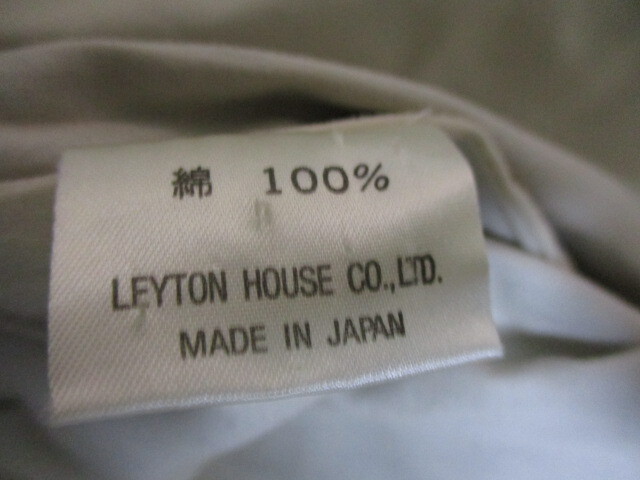 綿 100%
LEYTON HOUSE CO.,LTD.
MADE IN JAPAN